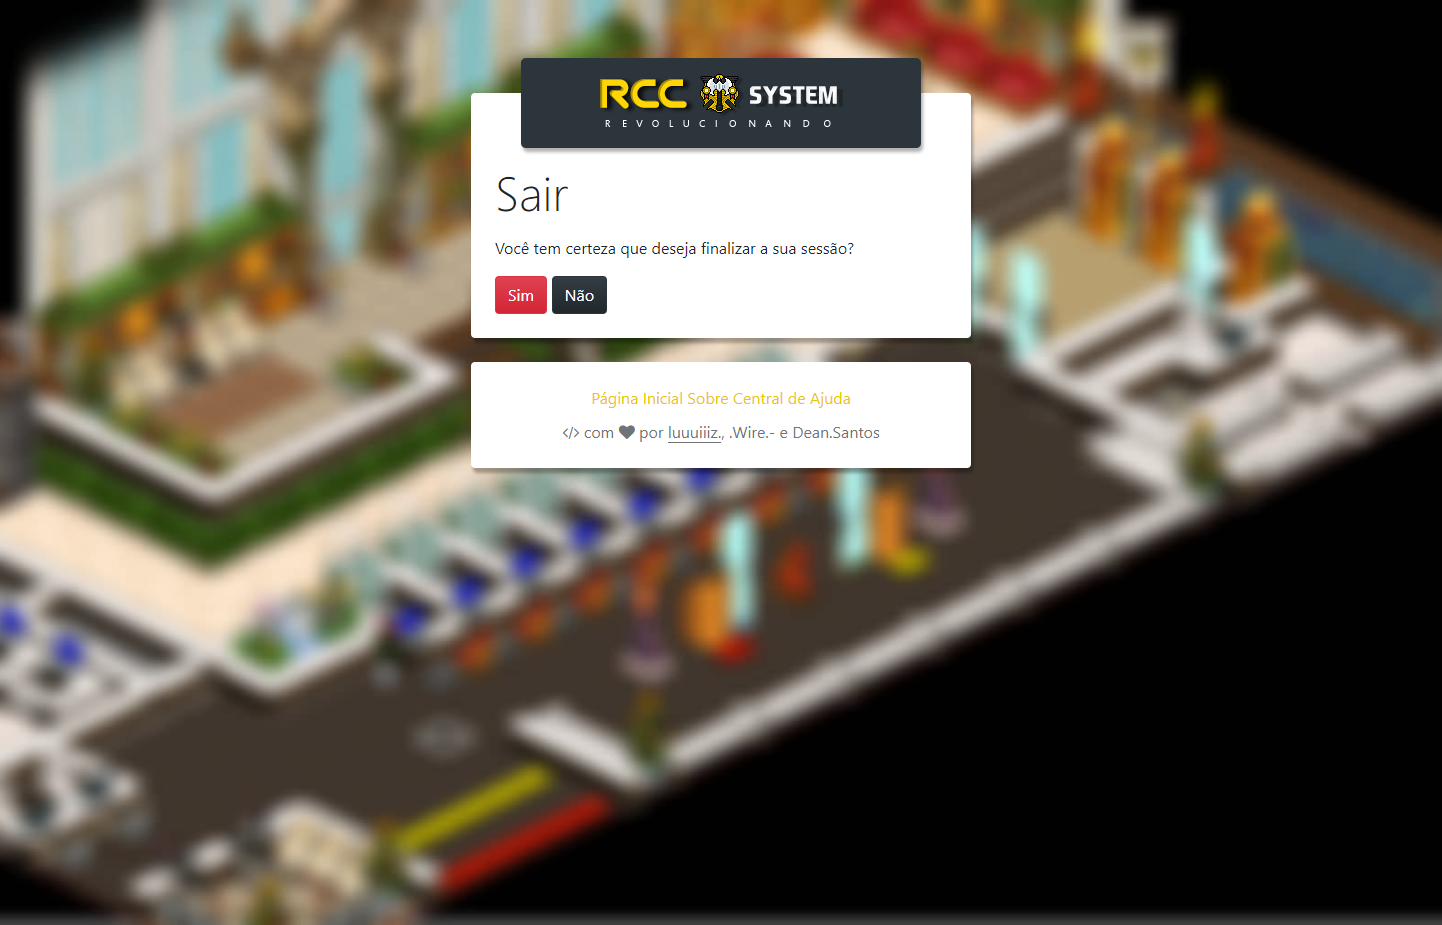 RCC SYSTEM
REVOLUCIONANDO
Sair
Você tem certeza que deseja finalizar a sua sessão?
Sim Não
Página Inicial Sobre Central de Ajuda
</> com ♥ por luuuiiiz., .Wire.- e Dean.Santos